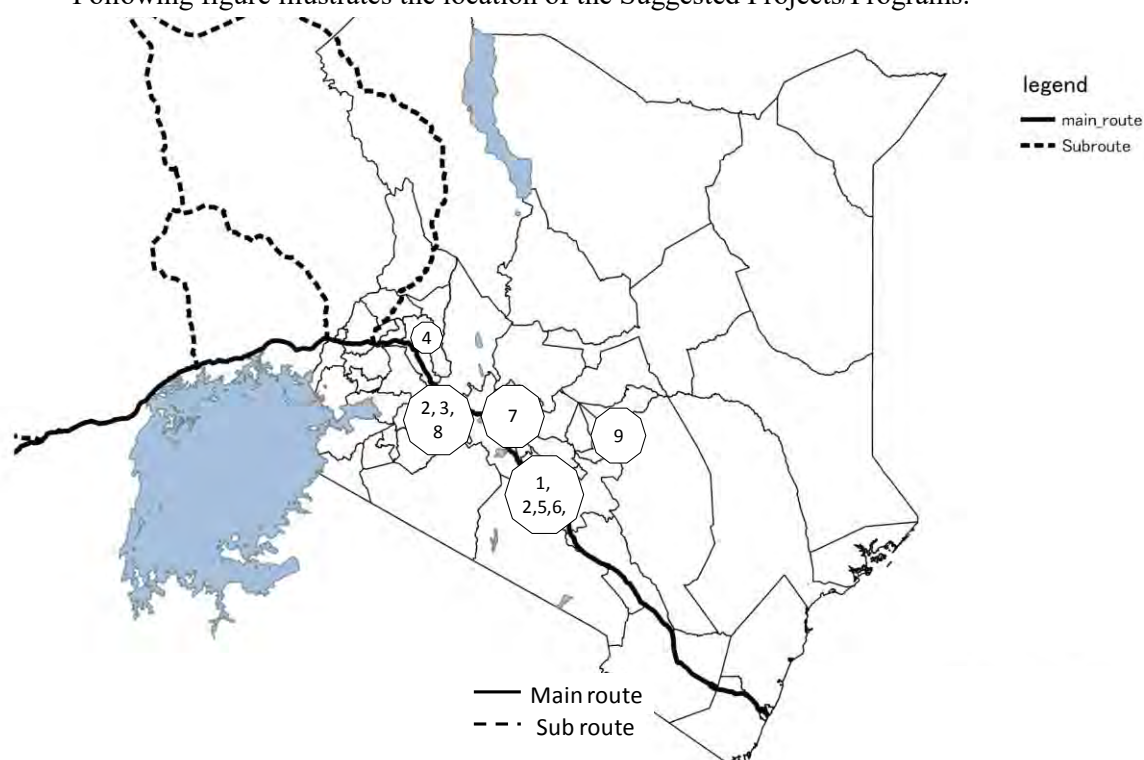 Following figure illustrates the location of the Suggested Projects/Programs.
legend
main_route
Subroute
4
2, 3,
8
7
9
1,
2,5,6,
Main route
Sub route